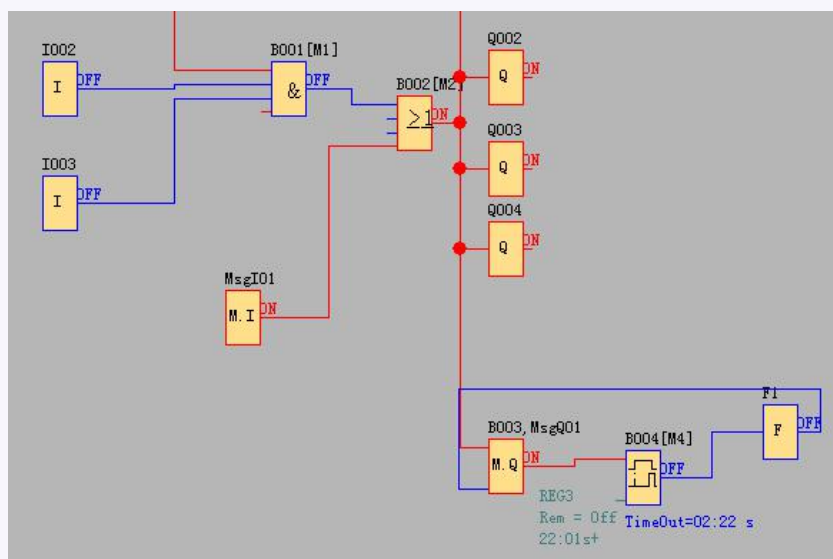 I002
I
OFF
B001[M1]
&
OFF
B002[M2]
≥1
ON
Q002
Q
ON
Q003
Q
ON
Q004
Q
ON
I003
I
OFF
MsgI01
M.I
ON
B003,MsgQ01
M.Q
ON
B004[M4]
OFF
F1
F
OFF
REG3
Rem = Off
22:01s+
TimeOut=02:22 s